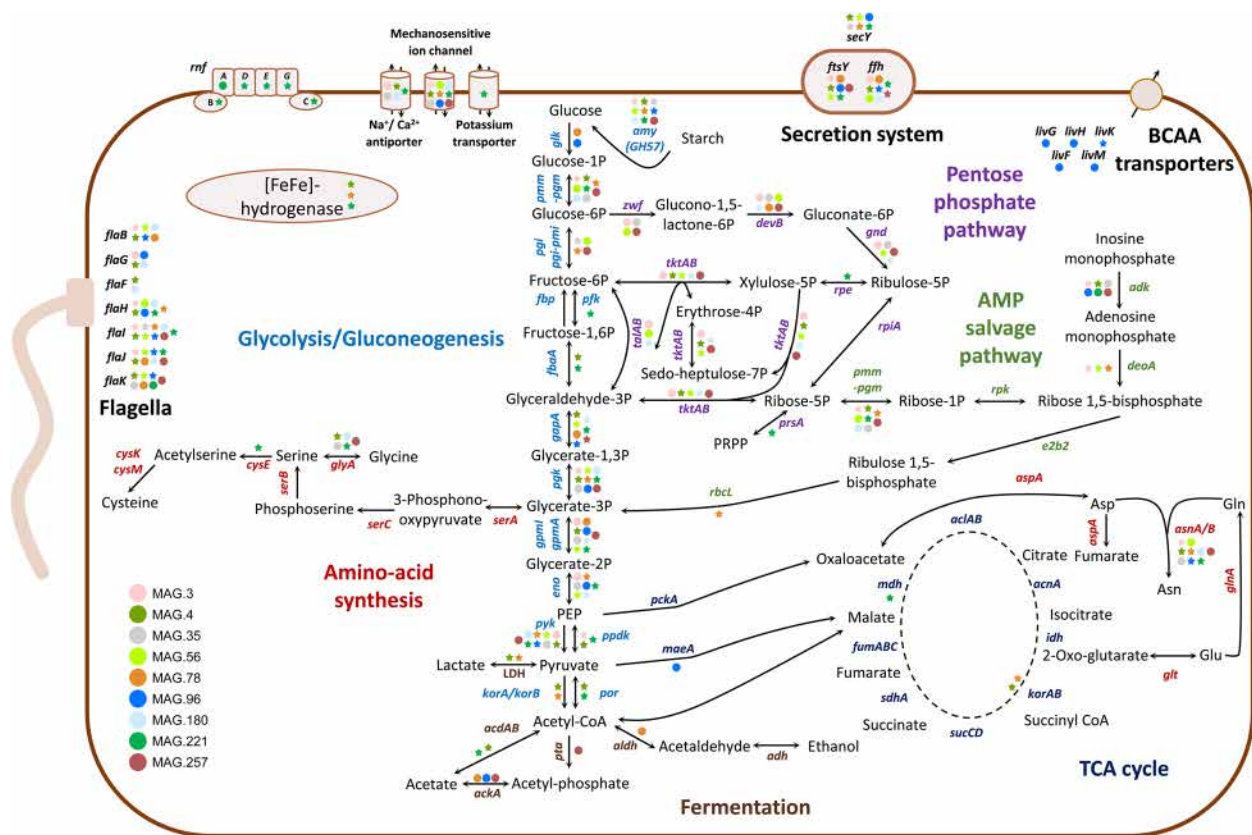 secY
Mechanosensitive
ion channel
rnf
A
D
E
G
B
C
ftsY
ffh
Na⁺/ Ca²⁺
antiporter
Potassium
transporter
Secretion system
livG
livH
livK
livF
livM
BCAA
transporters
Glucose
amy
(GH57)
Starch
glk
Glucose-1P
pmm
-pgm
[FeFe]-
hydrogenase
Glucose-6P
zwf
Glucono-1,5-
lactone-6P
devB
Gluconate-6P
gnd
Pentose
phosphate
pathway
flaB
flaG
flaF
flaH
flaI
flaJ
flaK
Flagella
pgi
pgi-pmi
Fructose-6P
tktAB
Xylulose-5P
rpe
Ribulose-5P
Inosine
monophosphate
adk
Adenosine
monophosphate
deoA
AMP
salvage
pathway
fbp
pfk
Erythrose-4P
Glycolysis/Gluconeogenesis
Fructose-1,6P
talAB
tktAB
tktAB
rpiA
fbaA
Sedo-heptulose-7P
pmm
-pgm
Glyceraldehyde-3P
tktAB
Ribose-5P
Ribose-1P
rpk
Ribose 1,5-bisphosphate
gapA
prsA
PRPP
e2b2
cysK
cysM
Acetylserine
cysE
Serine
glyA
Glycine
Glycerate-1,3P
Ribulose 1,5-
bisphosphate
Cysteine
serB
pgk
rbcL
aspA
Phosphoserine
serC
3-Phosphono-
oxypyruvate
serA
Glycerate-3P
Asp
Gln
gpmI
gpmA
aclAB
aspA
asnA/B
Oxaloacetate
Citrate
Fumarate
Amino-acid
synthesis
Glycerate-2P
acnA
Asn
glnA
eno
mdh
PEP
pckA
Malate
Isocitrate
pyk
ppdk
idh
MAG.3
MAG.4
MAG.35
MAG.56
MAG.78
MAG.96
MAG.180
MAG.221
MAG.257
Lactate
LDH
Pyruvate
maeA
fumABC
2-Oxo-glutarate
glt
Glu
Fumarate
korA/korB
por
sdhA
korAB
Acetyl-CoA
Succinate
Succinyl CoA
sucCD
acdAB
pta
aldh
Acetaldehyde
adh
Ethanol
Acetate
ackA
Acetyl-phosphate
TCA cycle
Fermentation